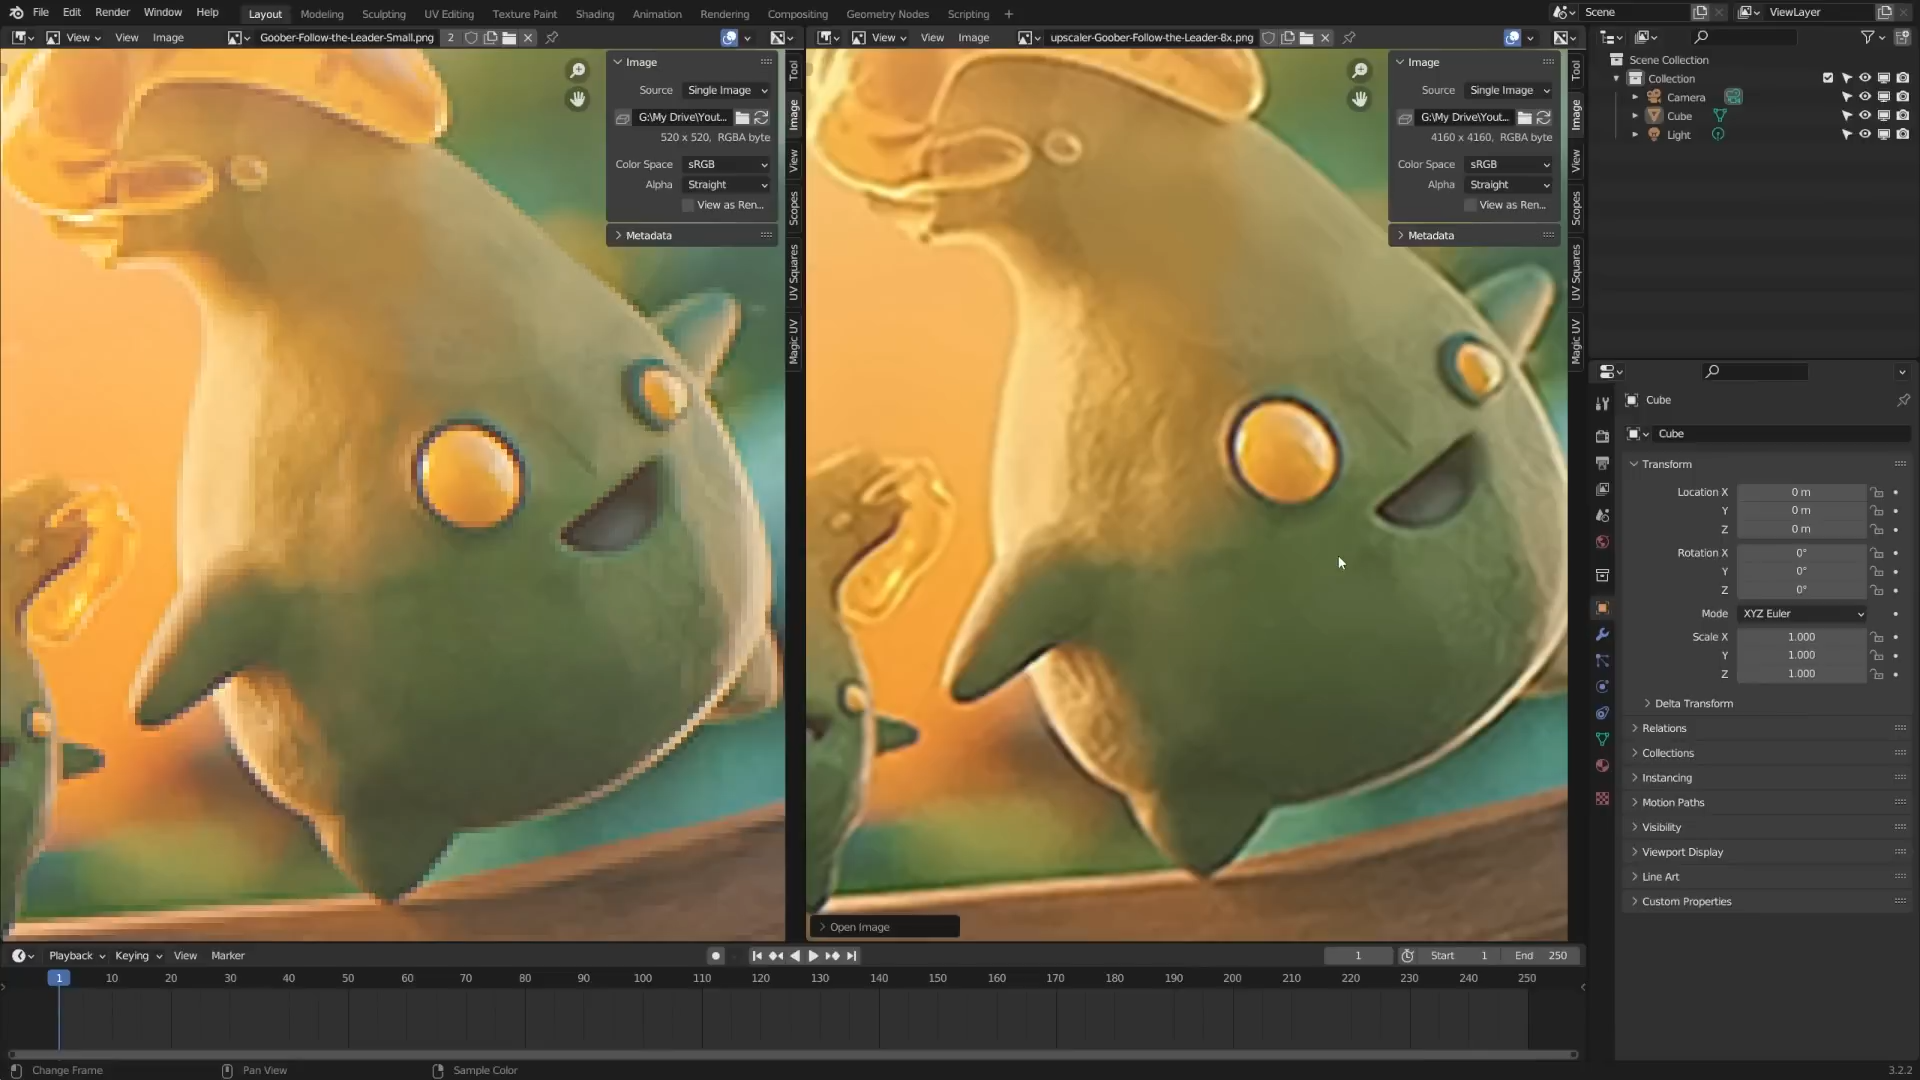 File Edit Render Window Help Layout Modeling Sculpting UV Editing Texture Paint Shading Animation Rendering Compositing Geometry Nodes Scripting + Scene ViewLayer
View View Image Goober-Follow-the-Leader-Small.png 2 View View Image upscaler-Goober-Follow-the-Leader-8x.png
Image
Source Single Image
G:\My Drive\Yout...
520 x 520, RGBA byte
Color Space sRGB
Alpha Straight
View as Ren...
Metadata
Tool
Image
View
Scopes
UV Squares
Magic UV
Image
Source Single Image
G:\My Drive\Yout...
4160 x 4160, RGBA byte
Color Space sRGB
Alpha Straight
View as Ren...
Metadata
Tool
Image
View
Scopes
UV Squares
Magic UV
Open Image
Scene Collection
Collection
Camera
Cube
Light
Cube
Cube
Transform
Location X 0 m
Y 0 m
Z 0 m
Rotation X 0°
Y 0°
Z 0°
Mode XYZ Euler
Scale X 1.000
Y 1.000
Z 1.000
Delta Transform
Relations
Collections
Instancing
Motion Paths
Visibility
Viewport Display
Line Art
Custom Properties
Playback Keying View Marker 1 Start 1 End 250
1 10 20 30 40 50 60 70 80 90 100 110 120 130 140 150 160 170 180 190 200 210 220 230 240 250
Change Frame Pan View Sample Color 3.2.2